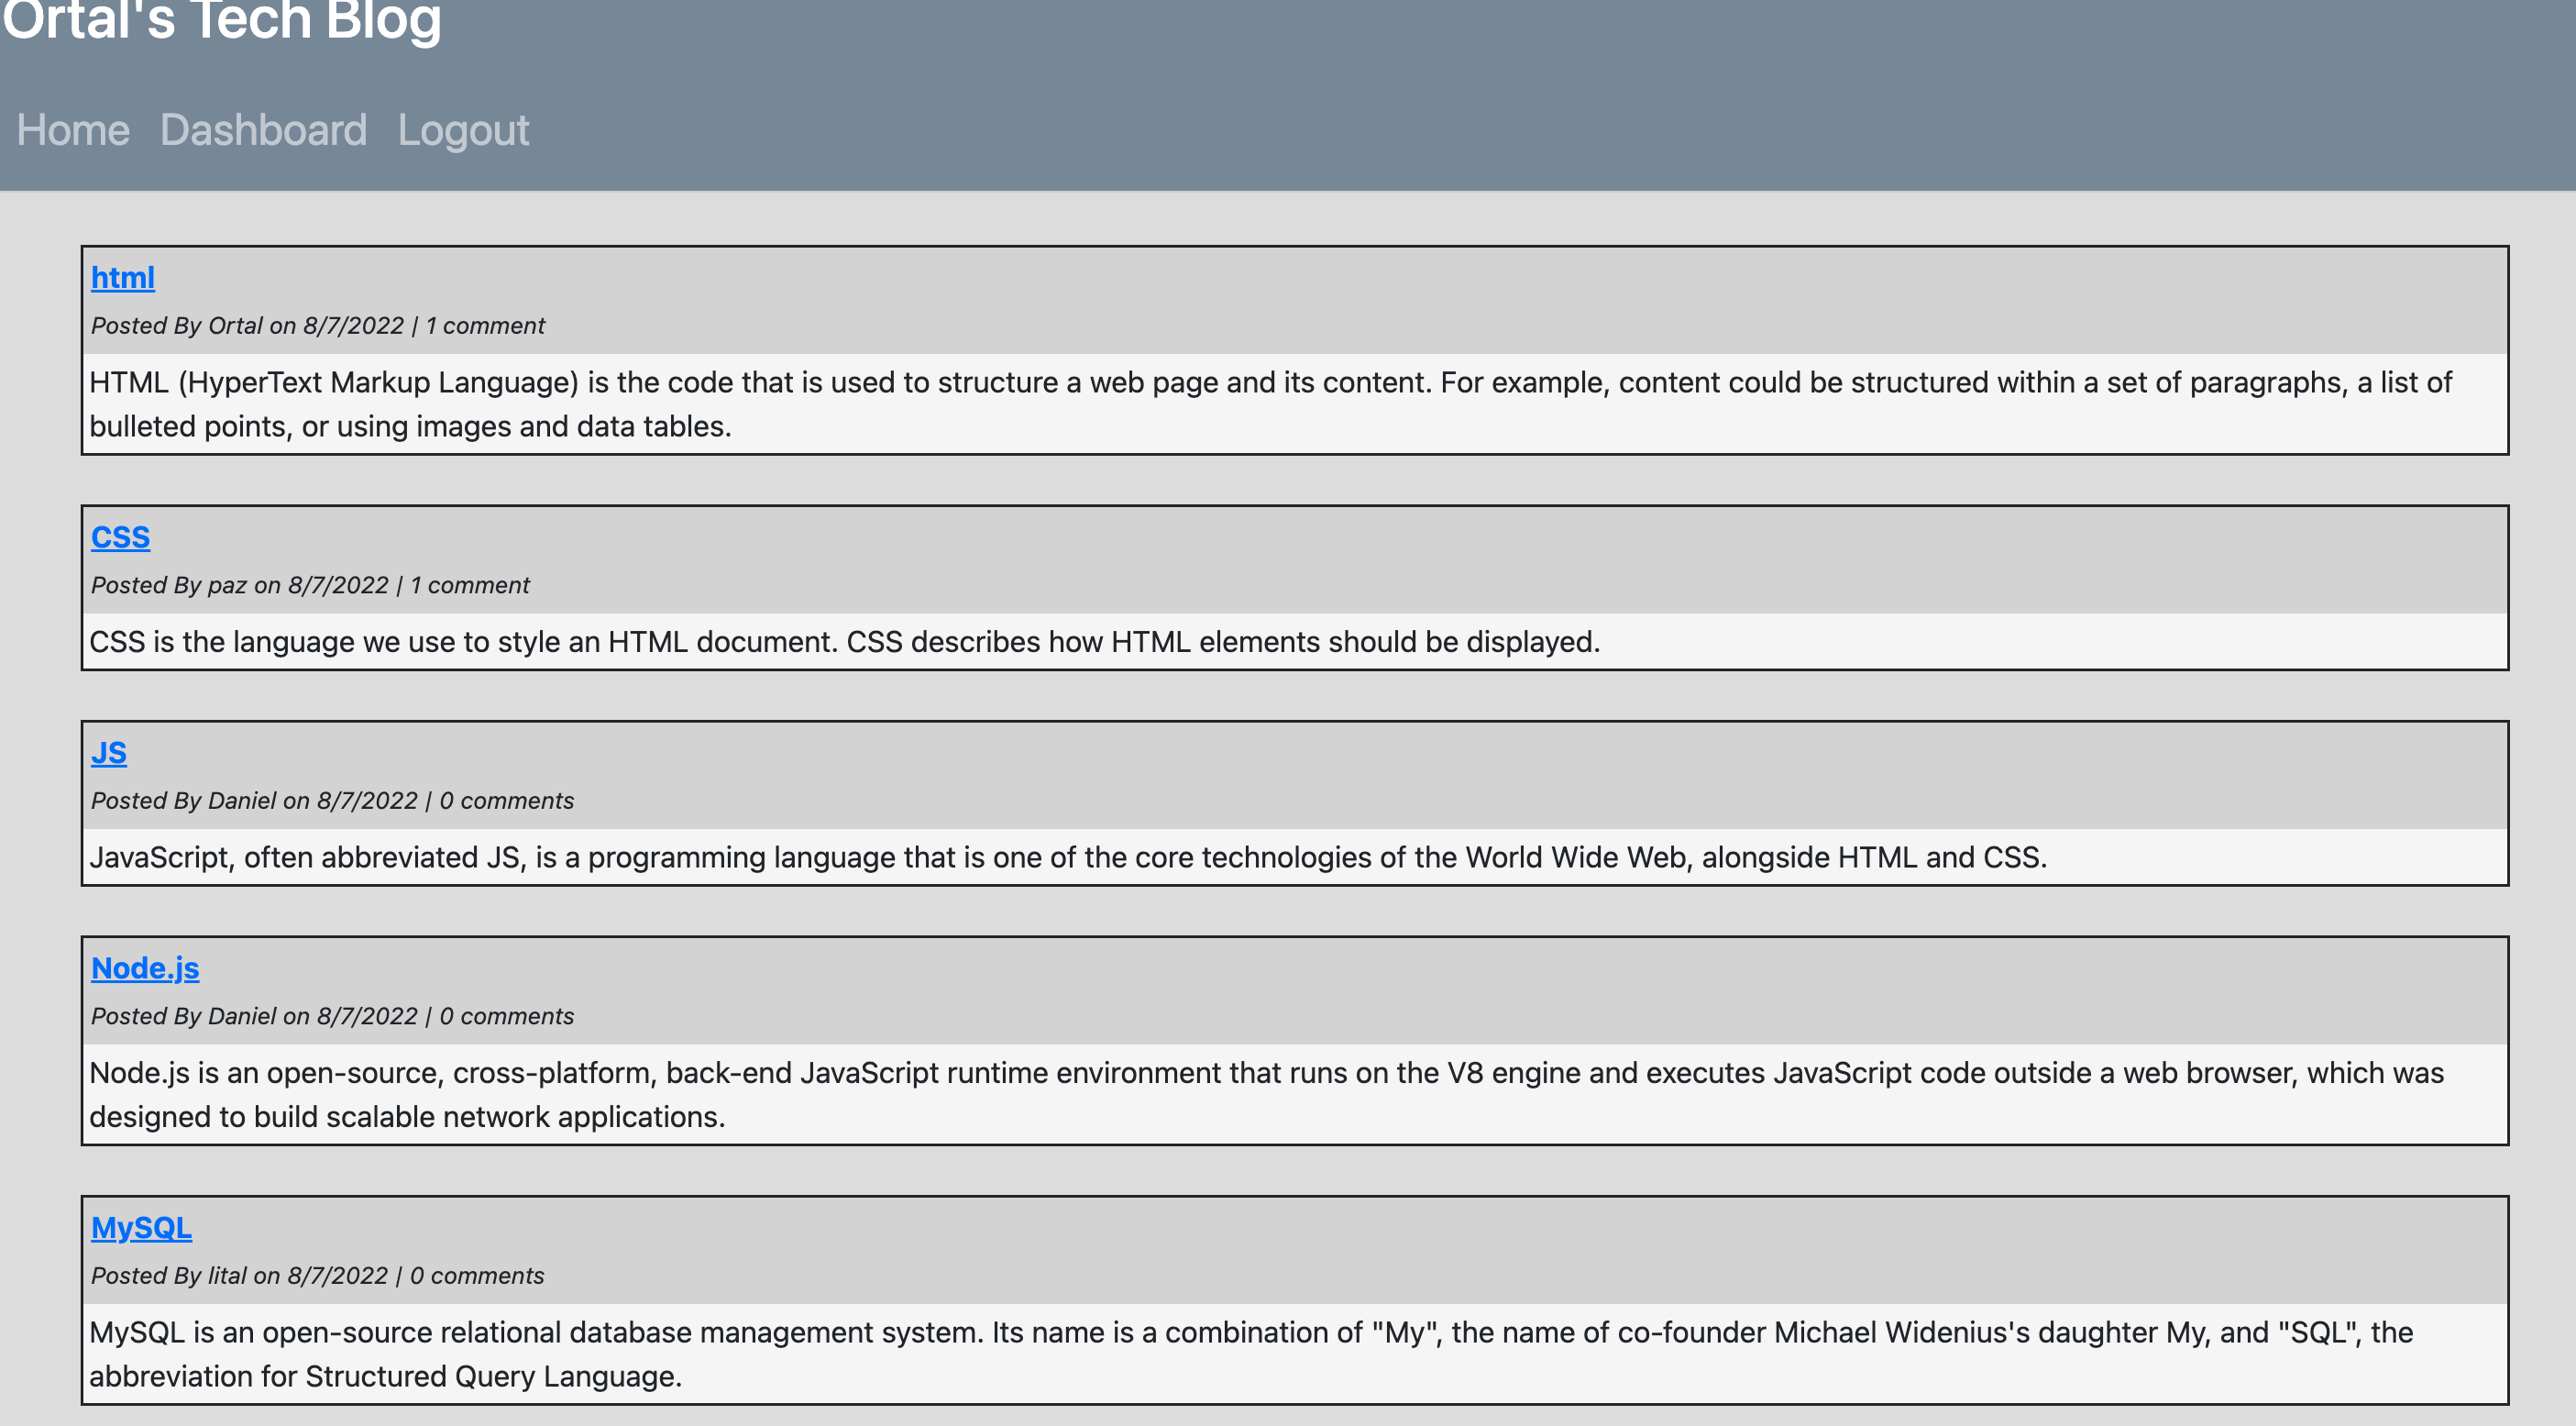 Ortal's Tech Blog
Home Dashboard Logout
html
Posted By Ortal on 8/7/2022 | 1 comment
HTML (HyperText Markup Language) is the code that is used to structure a web page and its content. For example, content could be structured within a set of paragraphs, a list of
bulleted points, or using images and data tables.
CSS
Posted By paz on 8/7/2022 | 1 comment
CSS is the language we use to style an HTML document. CSS describes how HTML elements should be displayed.
JS
Posted By Daniel on 8/7/2022 | 0 comments
JavaScript, often abbreviated JS, is a programming language that is one of the core technologies of the World Wide Web, alongside HTML and CSS.
Node.js
Posted By Daniel on 8/7/2022 | 0 comments
Node.js is an open-source, cross-platform, back-end JavaScript runtime environment that runs on the V8 engine and executes JavaScript code outside a web browser, which was
designed to build scalable network applications.
MySQL
Posted By lital on 8/7/2022 | 0 comments
MySQL is an open-source relational database management system. Its name is a combination of "My", the name of co-founder Michael Widenius's daughter My, and "SQL", the
abbreviation for Structured Query Language.